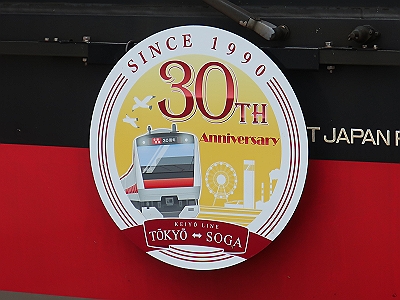 SINCE 1990
30TH
Anniversary
T JAPAN R
KEIYO LINE
TŌKYŌ ⇔ SOGA